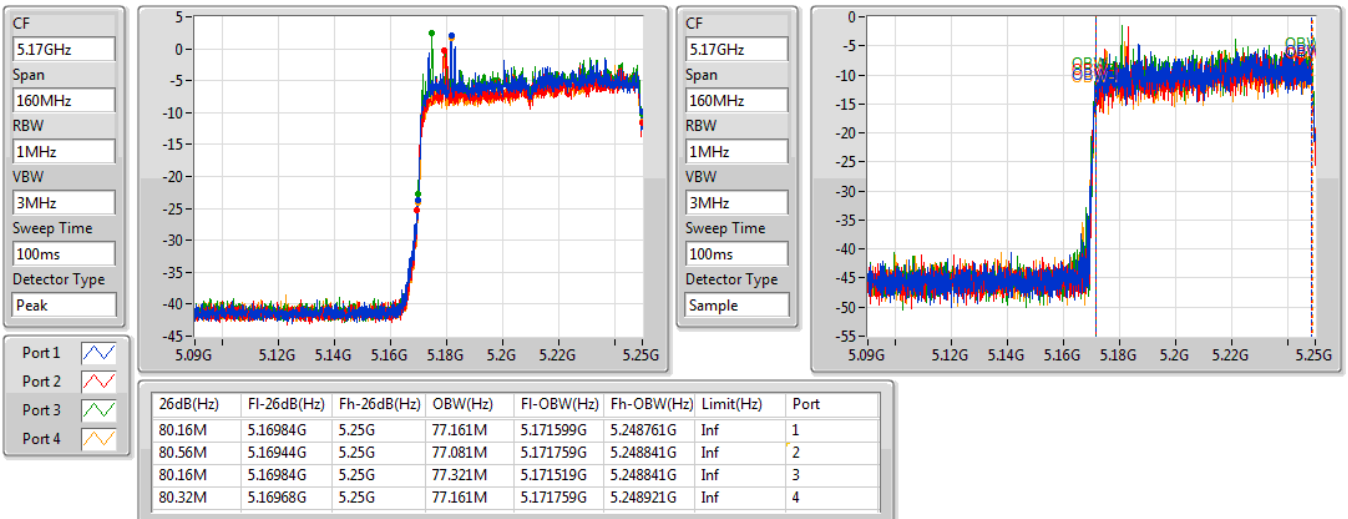 CF
5.17GHz
Span
160MHz
RBW
1MHz
VBW
3MHz
Sweep Time
100ms
Detector Type
Peak
5
0
-5
-10
-15
-20
-25
-30
-35
-40
-45
5.09G 5.12G 5.14G 5.16G 5.18G 5.2G 5.22G 5.25G
CF
5.17GHz
Span
160MHz
RBW
1MHz
VBW
3MHz
Sweep Time
100ms
Detector Type
Sample
0
-5
-10
-15
-20
-25
-30
-35
-40
-45
-50
-55
OBW
OBW
5.09G 5.12G 5.14G 5.16G 5.18G 5.2G 5.22G 5.25G
Port 1
Port 2
Port 3
Port 4
26dB(Hz) Fl-26dB(Hz) Fh-26dB(Hz) OBW(Hz) Fl-OBW(Hz) Fh-OBW(Hz) Limit(Hz) Port
80.16M 5.16984G 5.25G 77.161M 5.171599G 5.248761G Inf 1
80.56M 5.16944G 5.25G 77.081M 5.171759G 5.248841G Inf 2
80.16M 5.16984G 5.25G 77.321M 5.171519G 5.248841G Inf 3
80.32M 5.16968G 5.25G 77.161M 5.171759G 5.248921G Inf 4